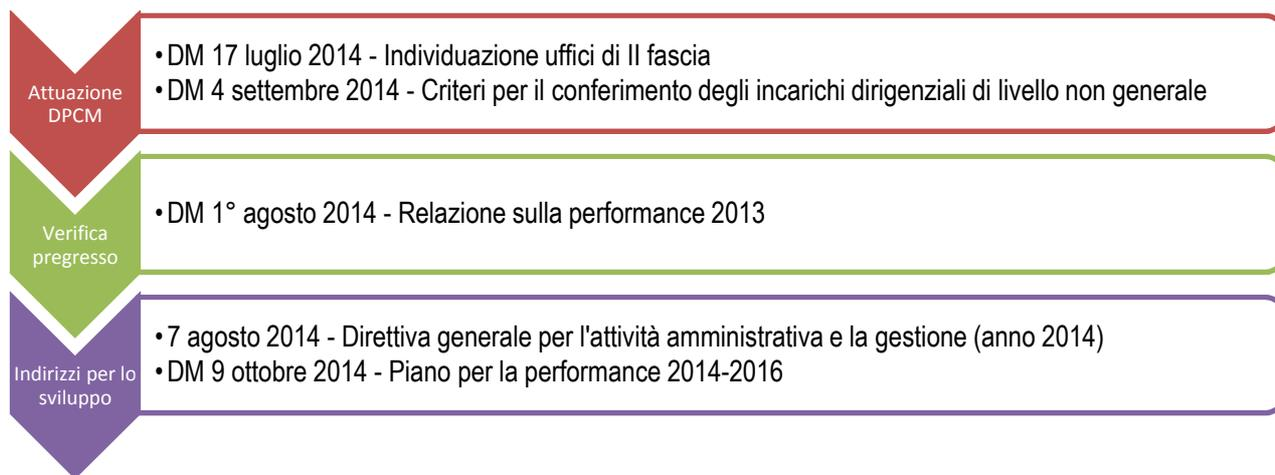 Attuazione
DPCM
•DM 17 luglio 2014 - Individuazione uffici di II fascia
•DM 4 settembre 2014 - Criteri per il conferimento degli incarichi dirigenziali di livello non generale
Verifica
pregresso
•DM 1° agosto 2014 - Relazione sulla performance 2013
Indirizzi per lo
sviluppo
•7 agosto 2014 - Direttiva generale per l'attività amministrativa e la gestione (anno 2014)
•DM 9 ottobre 2014 - Piano per la performance 2014-2016